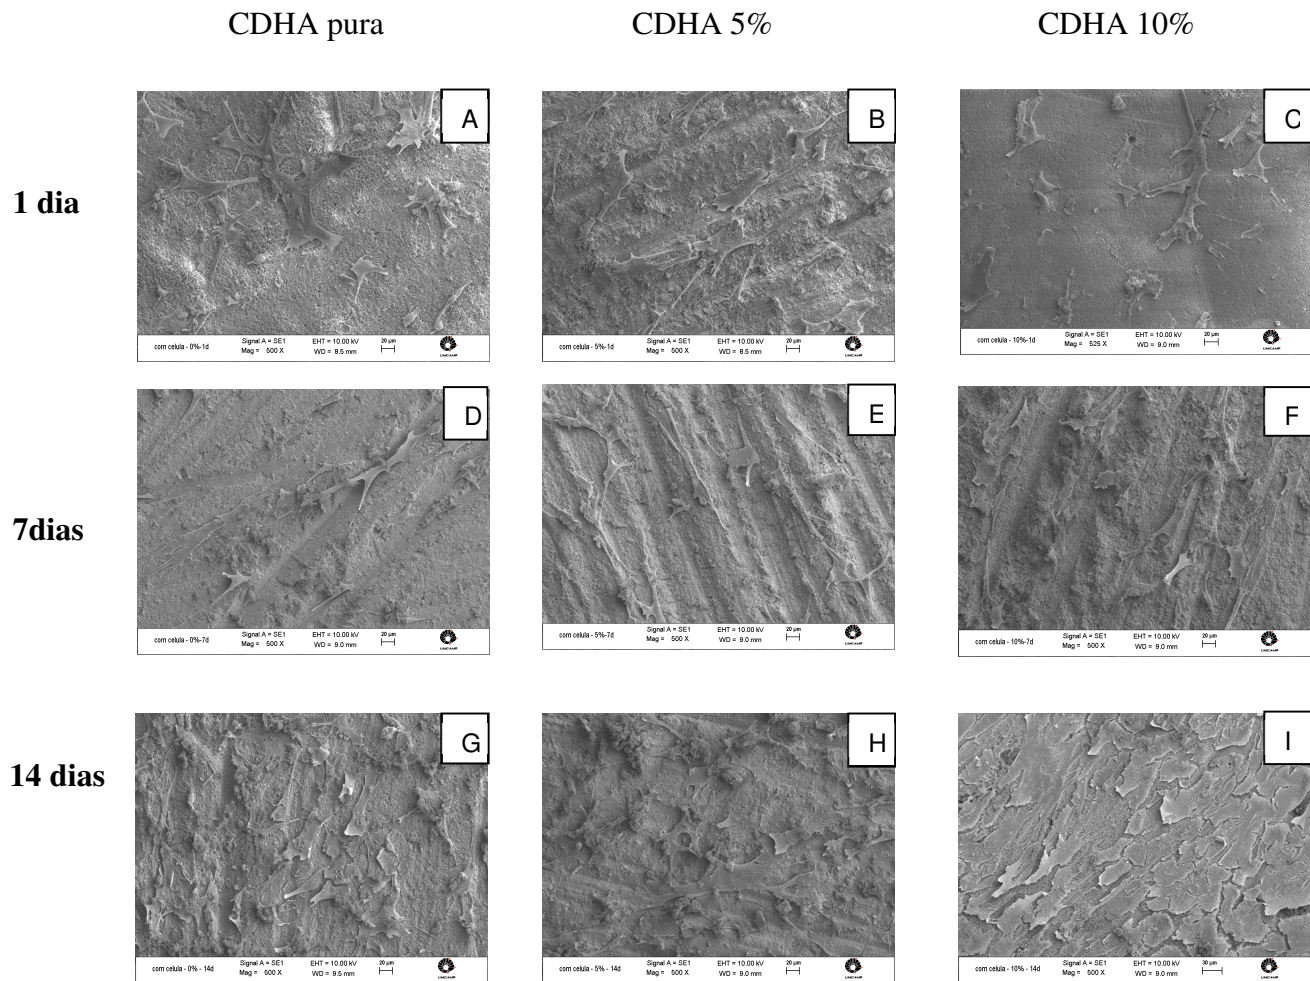 CDHA pura CDHA 5% CDHA 10%
1 dia
A
B
C
com celula - 0%-1d Signal A = SE1 EHT = 10.00 kV 20 µm
Mag = 500 X WD = 8.5 mm UNICAMP
com celula - 5%-1d Signal A = SE1 EHT = 10.00 kV 20 µm
Mag = 500 X WD = 8.5 mm UNICAMP
com celula - 10%-1d Signal A = SE1 EHT = 10.00 kV 20 µm
Mag = 525 X WD = 9.0 mm UNICAMP
7dias
D
E
F
com celula - 0%-7d Signal A = SE1 EHT = 10.00 kV 20 µm
Mag = 500 X WD = 9.0 mm UNICAMP
com celula - 5%-7d Signal A = SE1 EHT = 10.00 kV 20 µm
Mag = 500 X WD = 9.0 mm UNICAMP
com celula - 10%-7d Signal A = SE1 EHT = 10.00 kV 20 µm
Mag = 500 X WD = 9.0 mm UNICAMP
14 dias
G
H
I
com celula - 0% - 14d Signal A = SE1 EHT = 10.00 kV 20 µm
Mag = 500 X WD = 9.5 mm UNICAMP
com celula - 5% - 14d Signal A = SE1 EHT = 10.00 kV 20 µm
Mag = 500 X WD = 9.0 mm UNICAMP
com celula - 10% - 14d Signal A = SE1 EHT = 10.00 kV 30 µm
Mag = 500 X WD = 9.0 mm UNICAMP